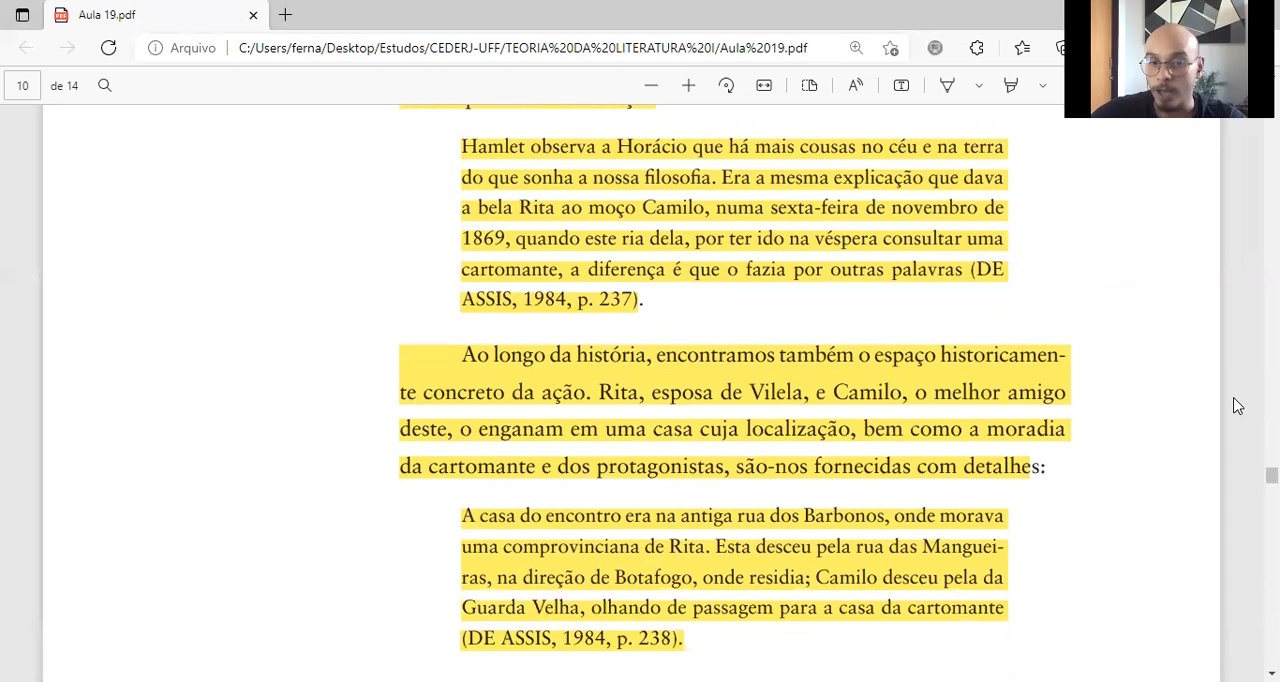 Aula 19.pdf
Arquivo
C:/Users/ferna/Desktop/Estudos/CEDERJ-UFF/TEORIA%20DA%20LITERATURA%20I/Aula%2019.pdf
10 de 14
Hamlet observa a Horácio que há mais cousas no céu e na terra
do que sonha a nossa filosofia. Era a mesma explicação que dava
a bela Rita ao moço Camilo, numa sexta-feira de novembro de
1869, quando este ria dela, por ter ido na véspera consultar uma
cartomante, a diferença é que o fazia por outras palavras (DE
ASSIS, 1984, p. 237).
Ao longo da história, encontramos também o espaço historicamen-
te concreto da ação. Rita, esposa de Vilela, e Camilo, o melhor amigo
deste, o enganam em uma casa cuja localização, bem como a moradia
da cartomante e dos protagonistas, são-nos fornecidas com detalhes:
A casa do encontro era na antiga rua dos Barbonos, onde morava
uma comprovinciana de Rita. Esta desceu pela rua das Manguei-
ras, na direção de Botafogo, onde residia; Camilo desceu pela da
Guarda Velha, olhando de passagem para a casa da cartomante
(DE ASSIS, 1984, p. 238).